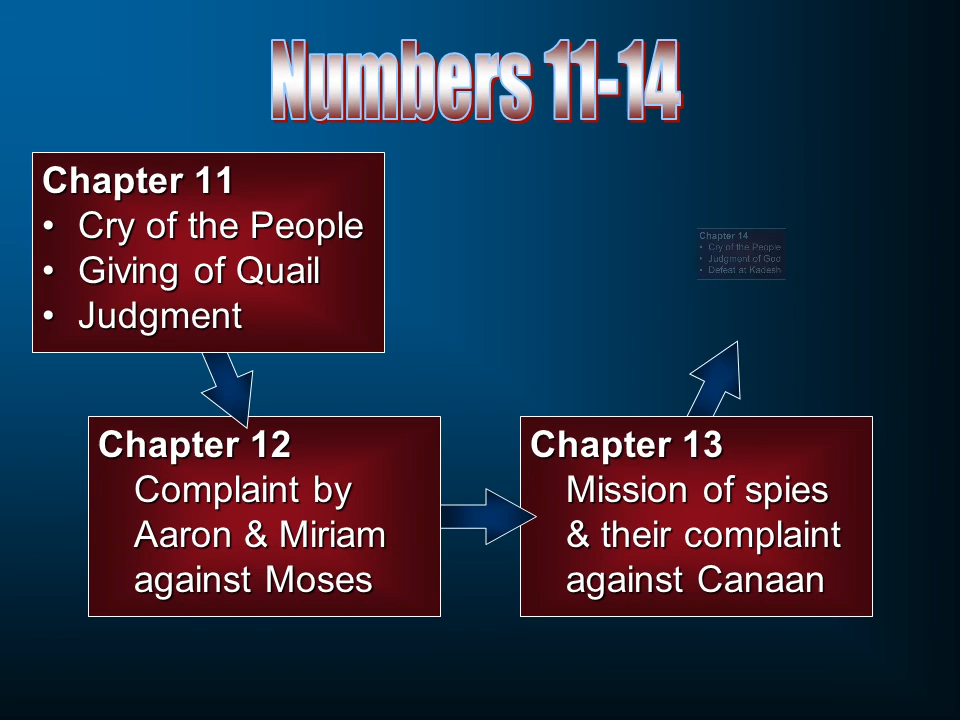 Numbers 11-14
Chapter 11
• Cry of the People
• Giving of Quail
• Judgment
Chapter 12
Complaint by
Aaron & Miriam
against Moses
Chapter 13
Mission of spies
& their complaint
against Canaan
Chapter 14
• Cry of the People
• Judgment of God
• Defeat at Kadesh